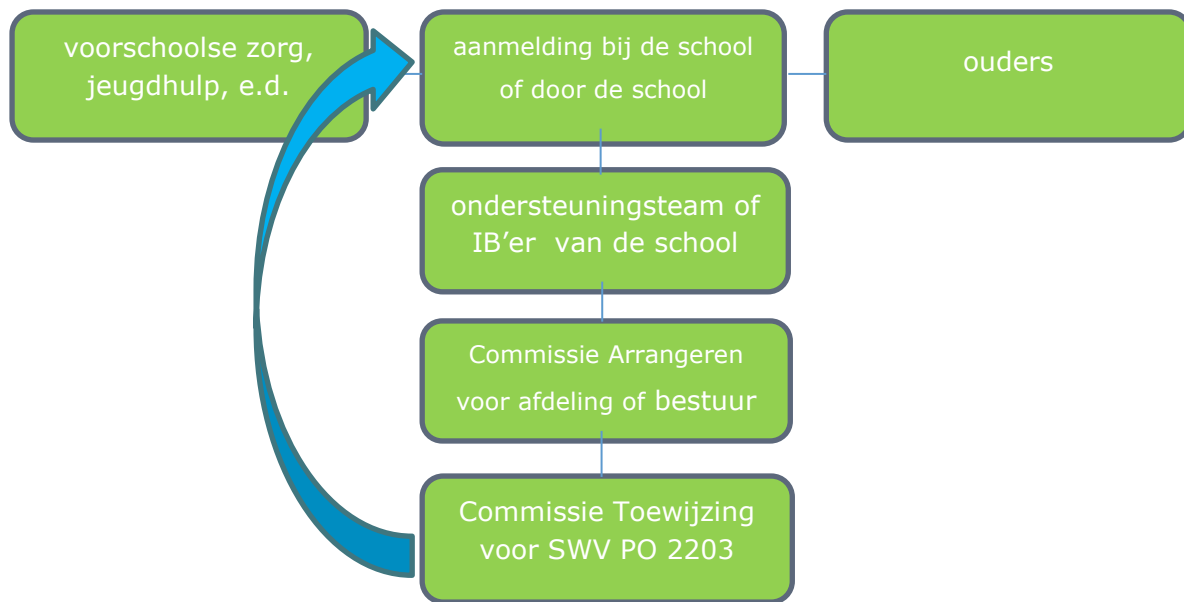 voorschoolse zorg,
jeugdhulp, e.d.
aanmelding bij de school
of door de school
ouders
ondersteuningsteam of
IB’er van de school
Commissie Arrangeren
voor afdeling of bestuur
Commissie Toewijzing
voor SWV PO 2203